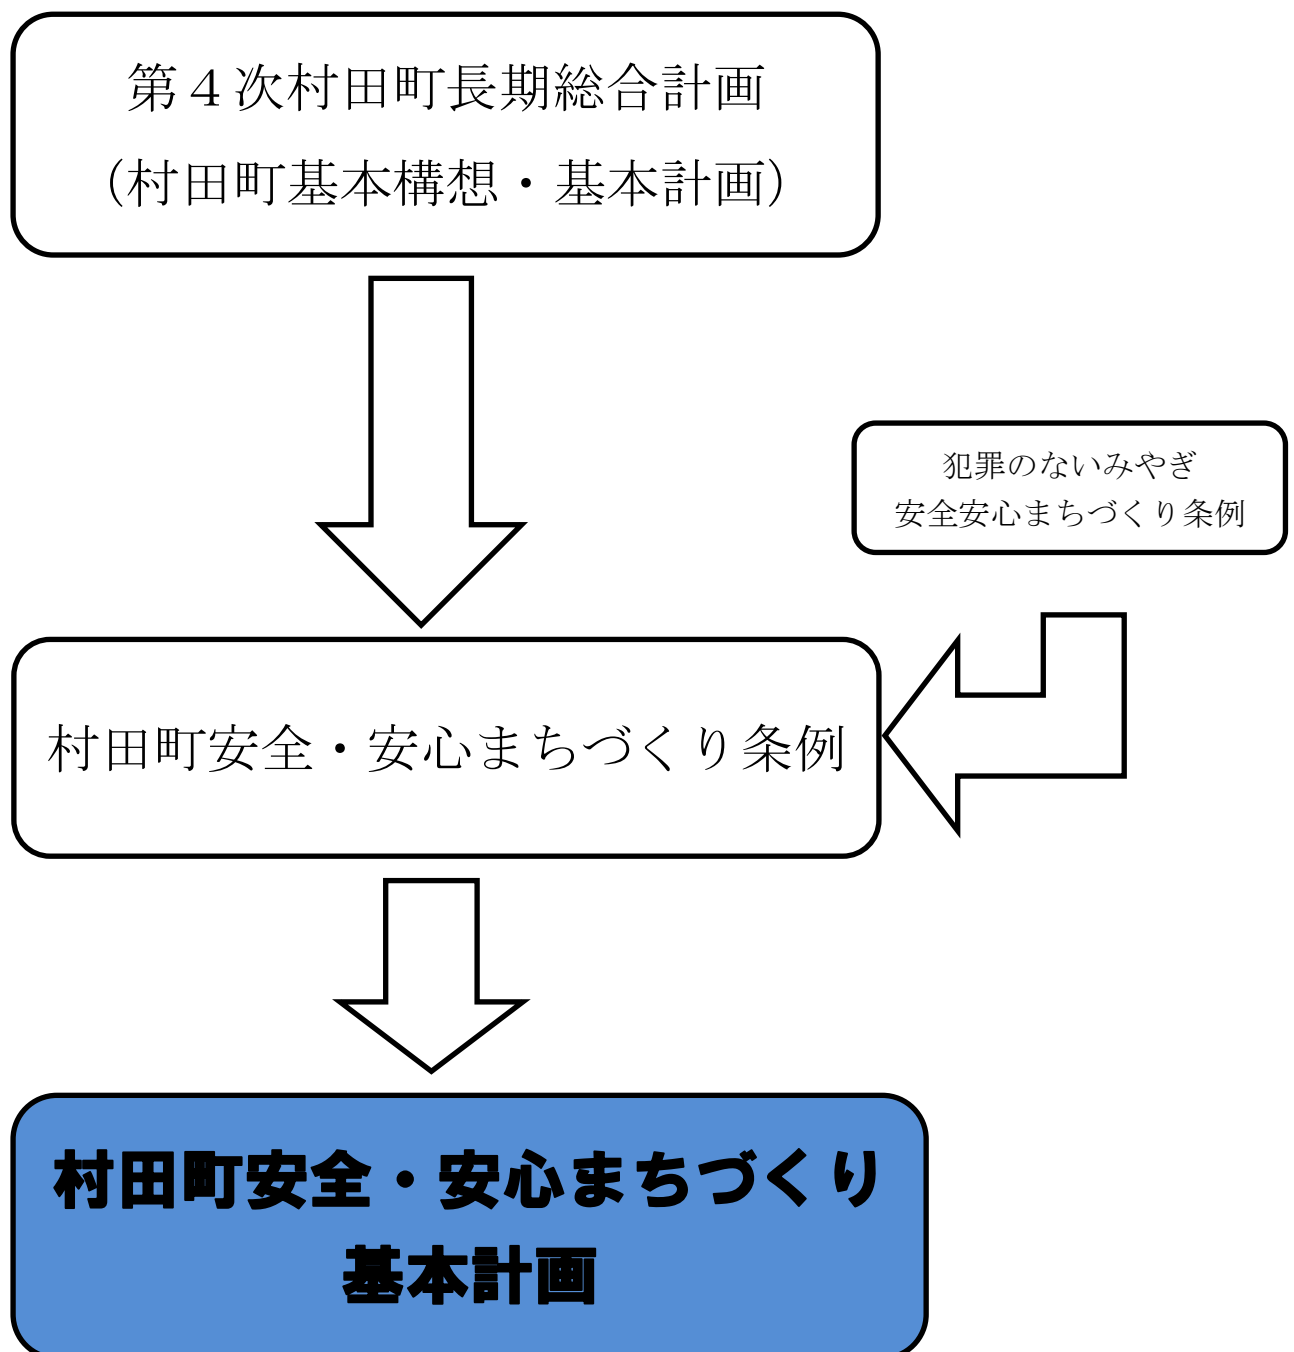 第４次村田町長期総合計画
（村田町基本構想・基本計画）
犯罪のないみやぎ
安全安心まちづくり条例
村田町安全・安心まちづくり条例
村田町安全・安心まちづくり
基本計画